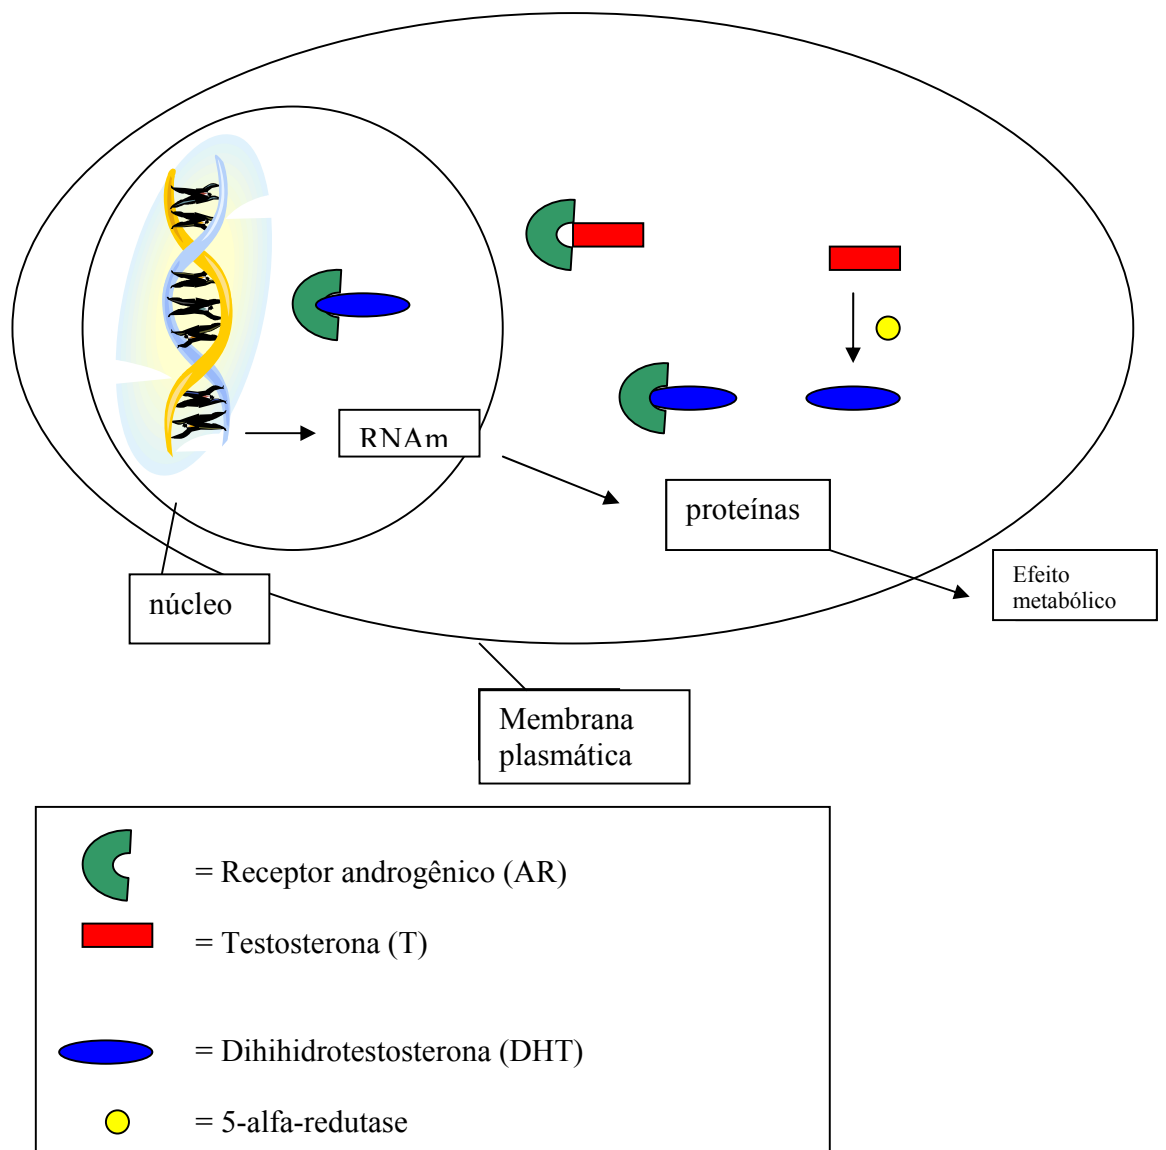 RNAm
proteínas
Efeito
metabólico
núcleo
Membrana
plasmática
= Receptor androgênico (AR)
= Testosterona (T)
= Dihihidrotestosterona (DHT)
= 5-alfa-redutase